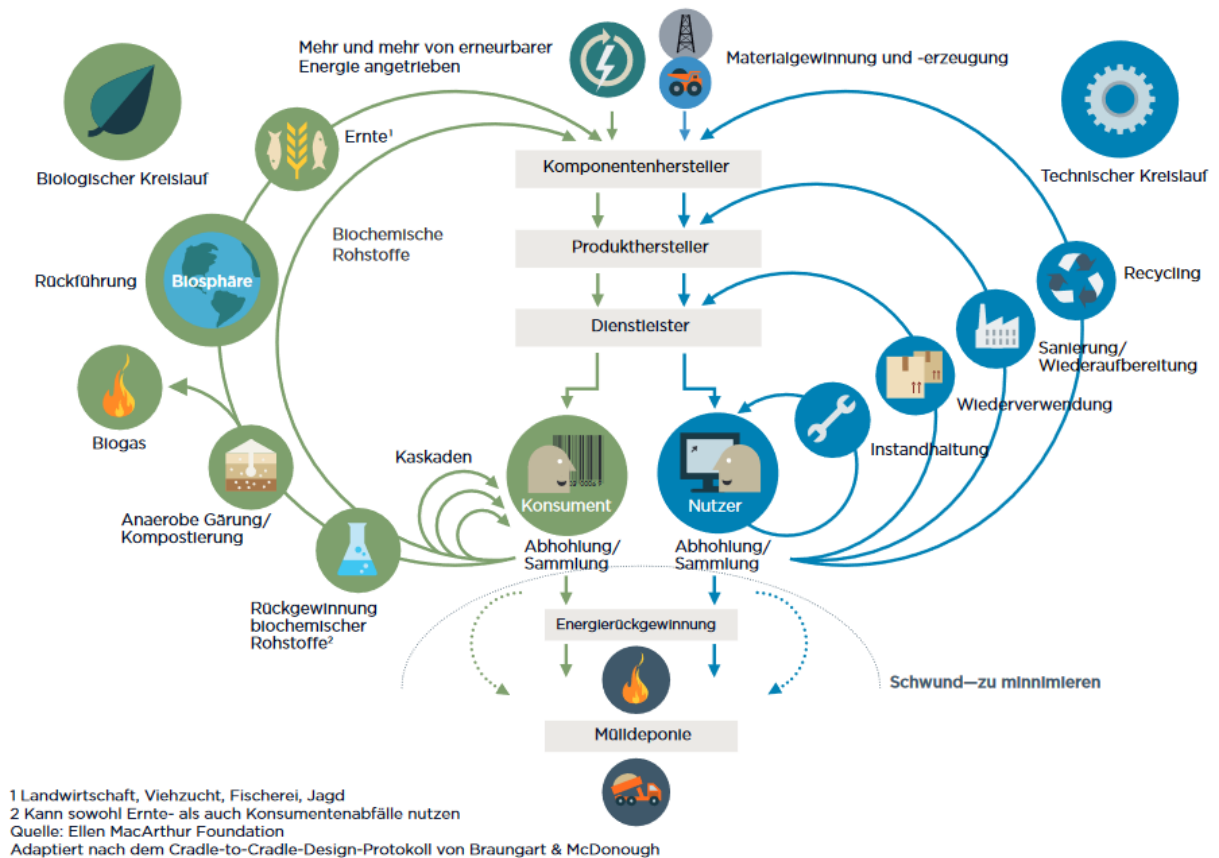 Mehr und mehr von erneurbarer
Energie angetrieben
Materialgewinnung und -erzeugung
Biologischer Kreislauf
Ernte¹
Technischer Kreislauf
Komponentenhersteller
Biochemische
Rohstoffe
Produkthersteller
Rückführung
Biosphäre
Recycling
Dienstleister
Sanierung/
Wiederaufbereitung
Wiederverwendung
Biogas
Instandhaltung
Kaskaden
Konsument
Nutzer
Anaerobe Gärung/
Kompostierung
Abhohlung/
Sammlung
Abhohlung/
Sammlung
Rückgewinnung
biochemischer
Rohstoffe²
Energierückgewinnung
Schwund—zu minnimieren
Mülldeponie
1 Landwirtschaft, Viehzucht, Fischerei, Jagd
2 Kann sowohl Ernte- als auch Konsumentenabfälle nutzen
Quelle: Ellen MacArthur Foundation
Adaptiert nach dem Cradle-to-Cradle-Design-Protokoll von Braungart & McDonough